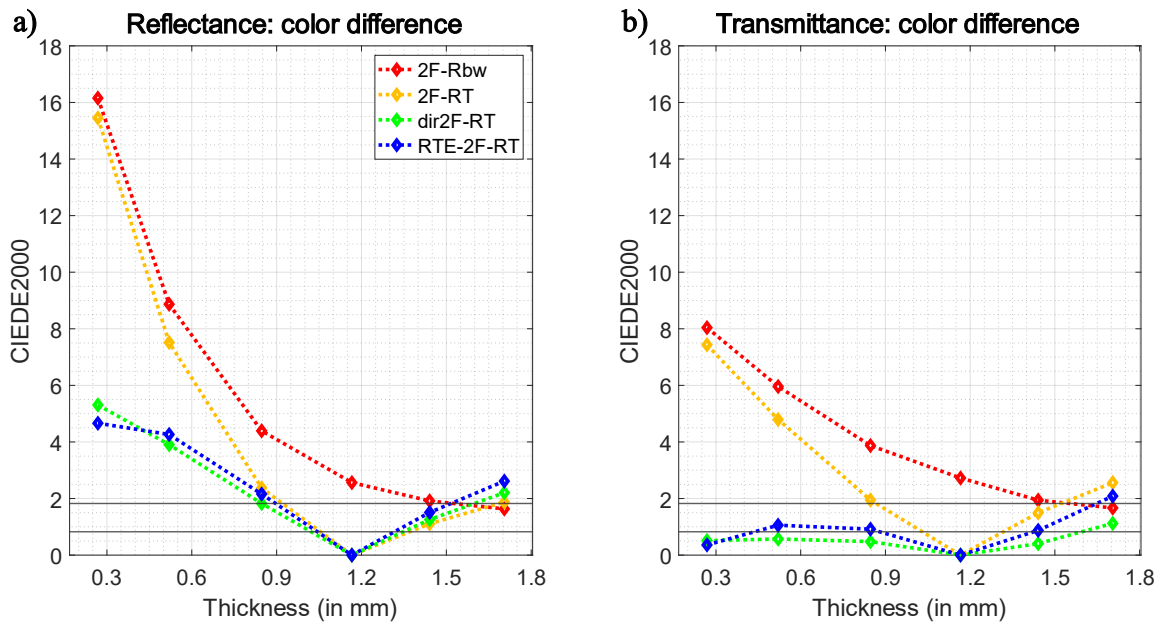 a)
Reflectance: color difference
18
16
14
12
10
8
6
4
2
0
CIEDE2000
0.3 0.6 0.9 1.2 1.5 1.8
Thickness (in mm)
2F-Rbw
2F-RT
dir2F-RT
RTE-2F-RT
b)
Transmittance: color difference
18
16
14
12
10
8
6
4
2
0
CIEDE2000
0.3 0.6 0.9 1.2 1.5 1.8
Thickness (in mm)